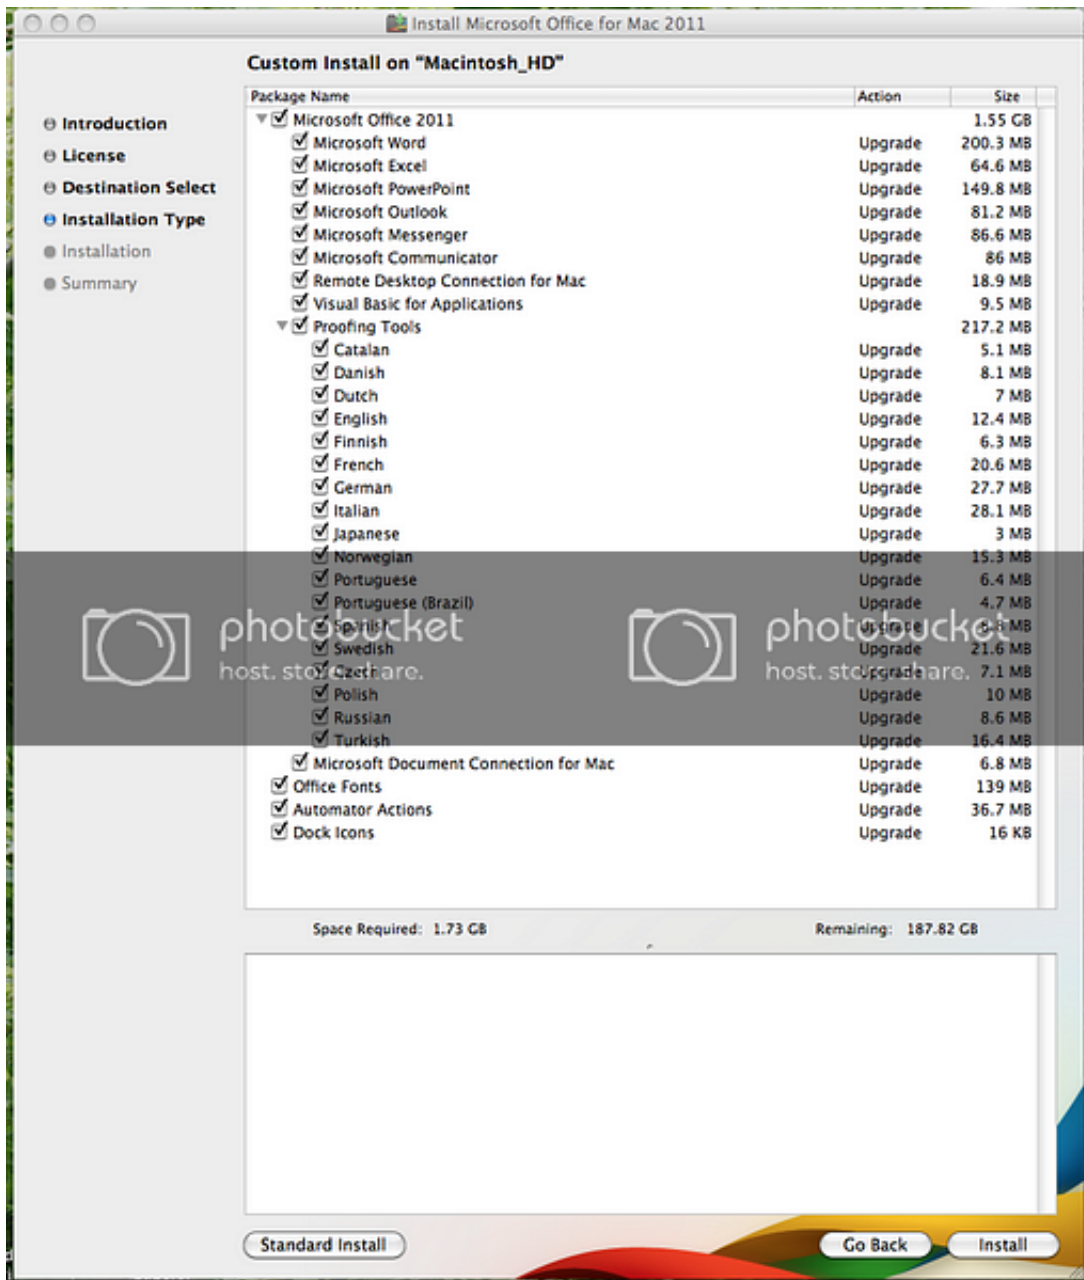 Install Microsoft Office for Mac 2011
Custom Install on "Macintosh_HD"
Introduction
License
Destination Select
Installation Type
Installation
Summary
Package Name Action Size
Microsoft Office 2011 1.55 GB
Microsoft Word Upgrade 200.3 MB
Microsoft Excel Upgrade 64.6 MB
Microsoft PowerPoint Upgrade 149.8 MB
Microsoft Outlook Upgrade 81.2 MB
Microsoft Messenger Upgrade 86.6 MB
Microsoft Communicator Upgrade 86 MB
Remote Desktop Connection for Mac Upgrade 18.9 MB
Visual Basic for Applications Upgrade 9.5 MB
Proofing Tools 217.2 MB
Catalan Upgrade 5.1 MB
Danish Upgrade 8.1 MB
Dutch Upgrade 7 MB
English Upgrade 12.4 MB
Finnish Upgrade 6.3 MB
French Upgrade 20.6 MB
German Upgrade 27.7 MB
Italian Upgrade 28.1 MB
Japanese Upgrade 3 MB
Norwegian Upgrade 15.3 MB
Portuguese Upgrade 6.4 MB
Portuguese (Brazil) Upgrade 4.7 MB
Spanish Upgrade MB
photobucket photobucket
Swedish Upgrade 21.6 MB
Czech Upgrade 7.1 MB
host. store. share. host. store. share.
Polish Upgrade 10 MB
Russian Upgrade 8.6 MB
Turkish Upgrade 16.4 MB
Microsoft Document Connection for Mac Upgrade 6.8 MB
Office Fonts Upgrade 139 MB
Automator Actions Upgrade 36.7 MB
Dock Icons Upgrade 16 KB
Space Required: 1.73 GB Remaining: 187.82 GB
Standard Install Go Back Install